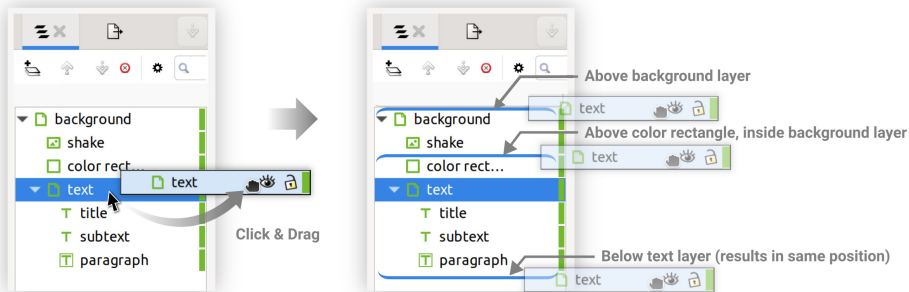 background
shake
color rect...
text
text
title
subtext
paragraph
Click & Drag
background
shake
color rect...
text
title
subtext
paragraph
Above background layer
text
Above color rectangle, inside background layer
text
Below text layer (results in same position)
text